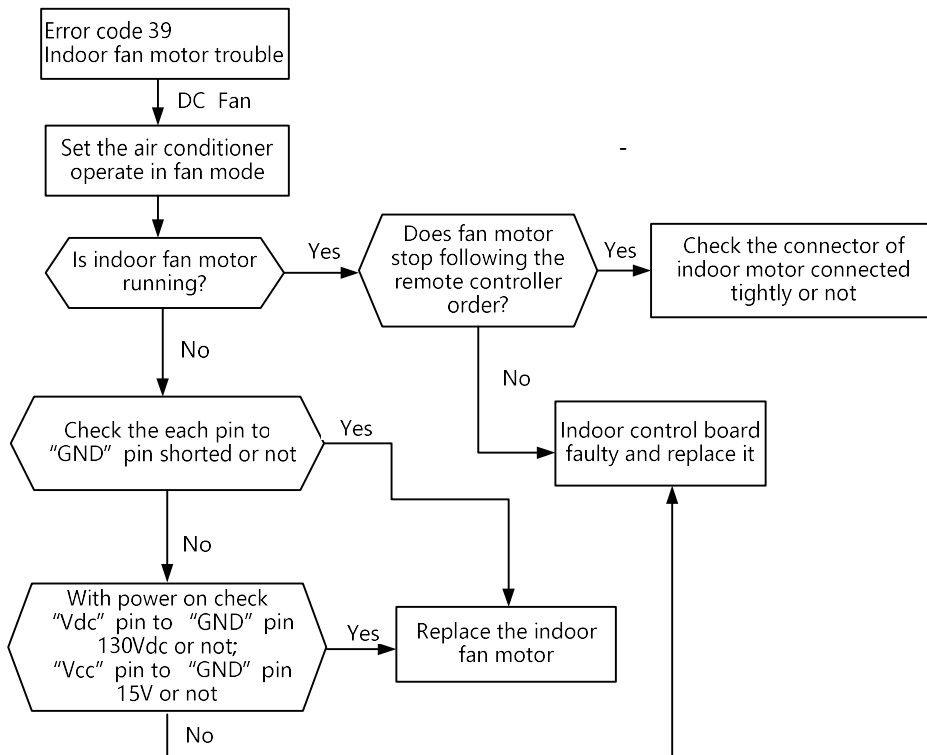 Error code 39
Indoor fan motor trouble
DC Fan
Set the air conditioner
operate in fan mode
Is indoor fan motor
running?
Yes
Does fan motor
stop following the
remote controller
order?
Yes
Check the connector of
indoor motor connected
tightly or not
No
No
Check the each pin to
“GND” pin shorted or not
Yes
Indoor control board
faulty and replace it
No
With power on check
“Vdc” pin to “GND” pin
130Vdc or not;
“Vcc” pin to “GND” pin
15V or not
Yes
Replace the indoor
fan motor
No